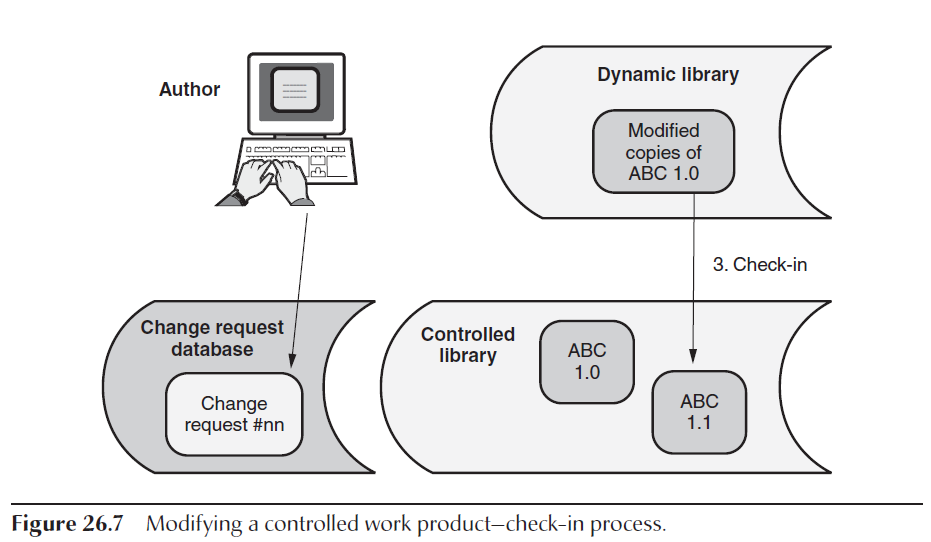 Author
Dynamic library
Modified
copies of
ABC 1.0
3. Check-in
Change request
database
Change
request #nn
Controlled
library
ABC
1.0
ABC
1.1
Figure 26.7 Modifying a controlled work product—check-in process.